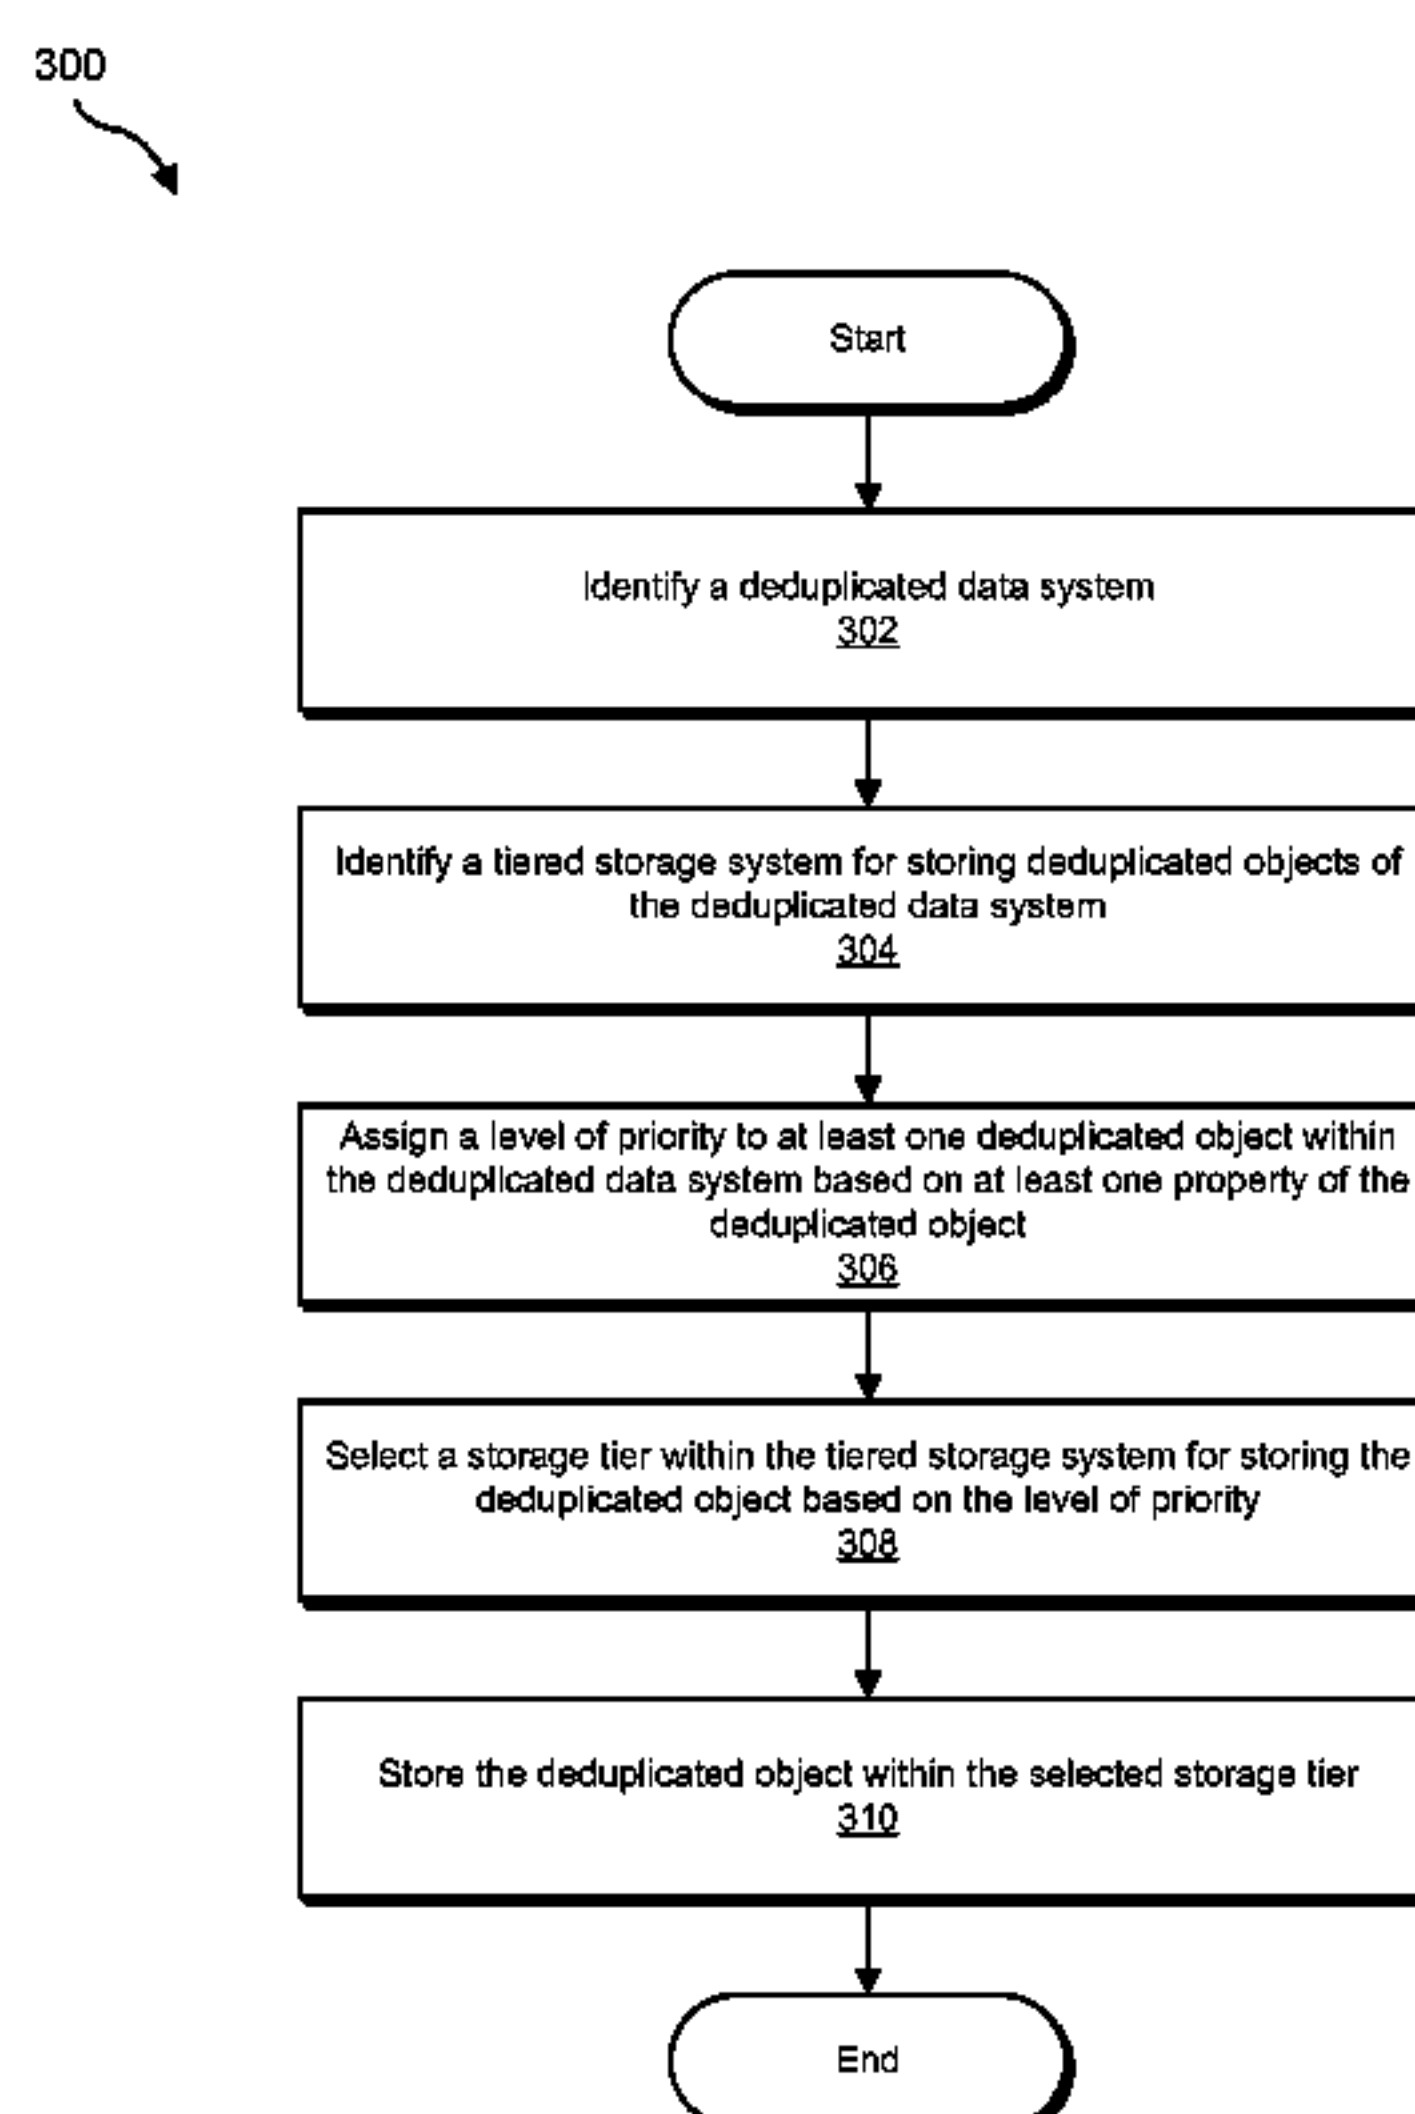 300
Start
Identify a deduplicated data system
302
Identify a tiered storage system for storing deduplicated objects of
the deduplicated data system
304
Assign a level of priority to at least one deduplicated object within
the deduplicated data system based on at least one property of the
deduplicated object
306
Select a storage tier within the tiered storage system for storing the
deduplicated object based on the level of priority
308
Store the deduplicated object within the selected storage tier
310
End